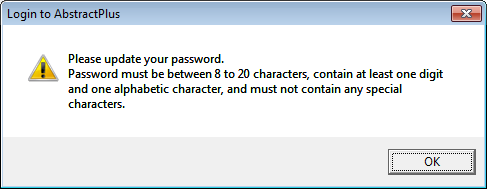 Login to AbstractPlus
Please update your password.
Password must be between 8 to 20 characters, contain at least one digit
and one alphabetic character, and must not contain any special
characters.
OK